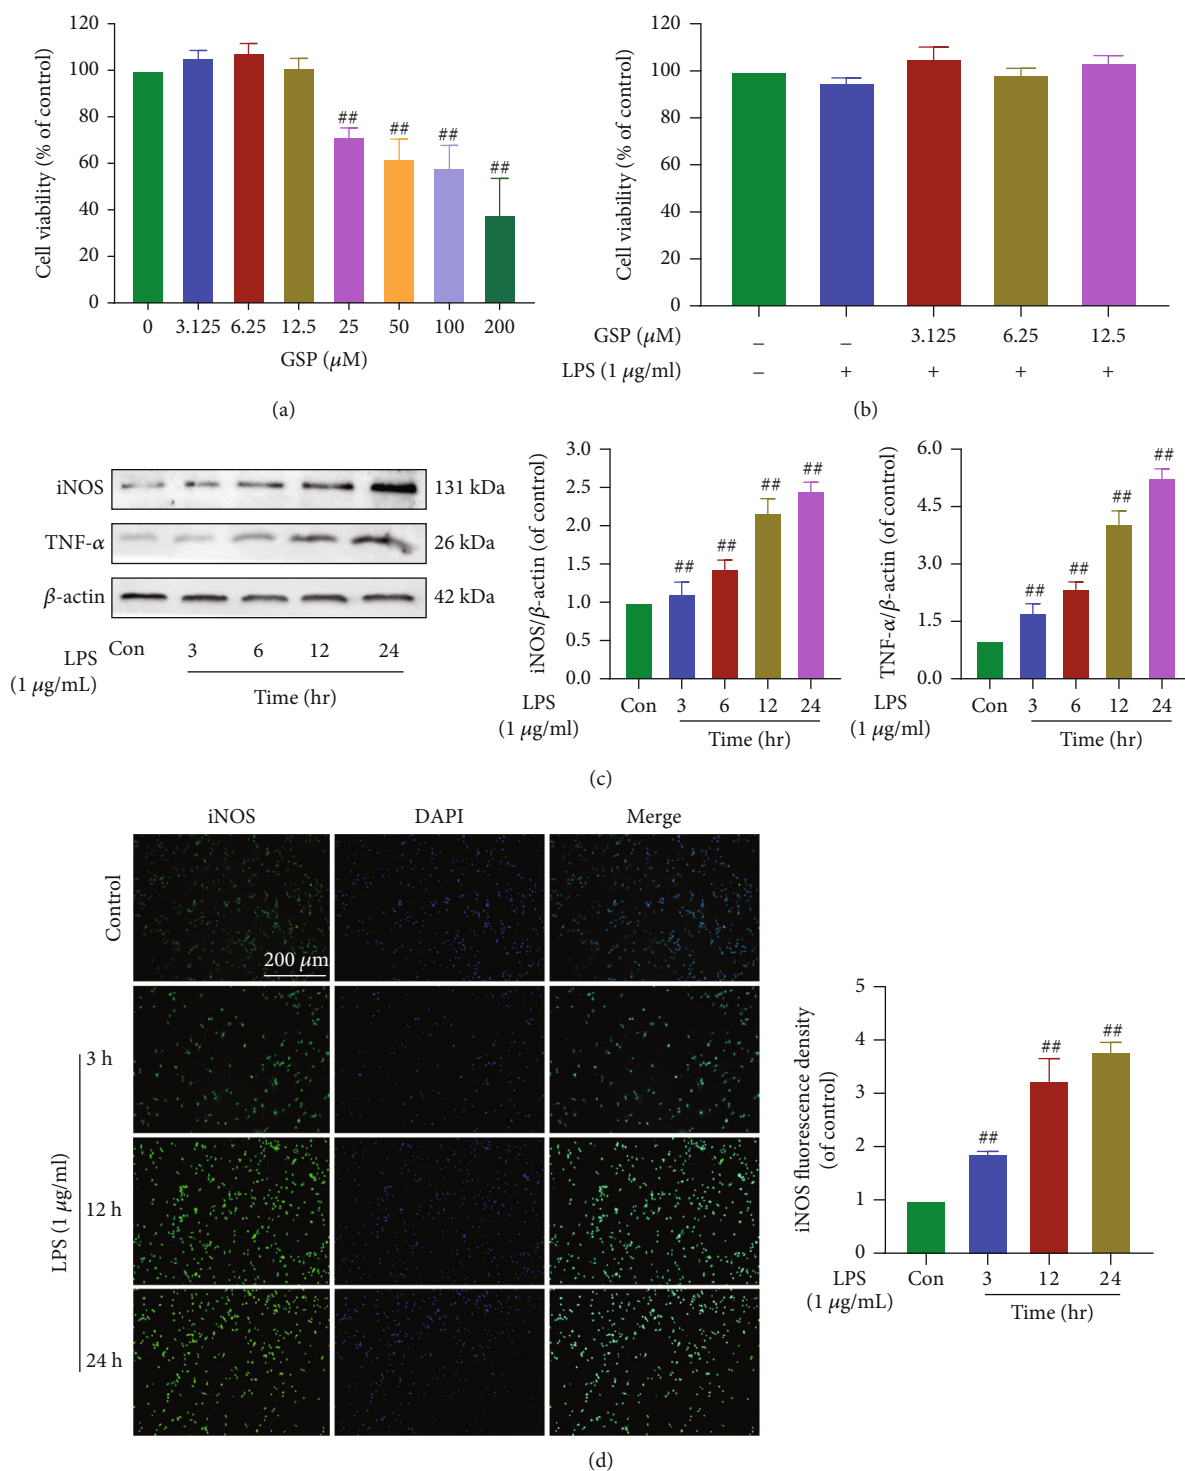 120
100
80
60
40
20
0
Cell viability (% of control)
##
##
##
##
0 3.125 6.25 12.5 25 50 100 200
GSP (μM)
(a)
120
100
80
60
40
20
0
Cell viability (% of control)
GSP (μM) – – 3.125 6.25 12.5
LPS (1 μg/ml) – + + + +
(b)
iNOS 131 kDa
TNF-α 26 kDa
β-actin 42 kDa
LPS (1 μg/mL) Con 3 6 12 24
Time (hr)
3.0
2.5
2.0
1.5
1.0
0.5
0.0
iNOS/β-actin (of control)
##
##
##
##
LPS (1 μg/ml) Con 3 6 12 24
Time (hr)
6.0
4.5
3.0
1.5
0.0
TNF-α/β-actin (of control)
##
##
##
##
LPS (1 μg/ml) Con 3 6 12 24
Time (hr)
(c)
iNOS DAPI Merge
Control
200 μm
LPS (1 μg/ml)
3 h
12 h
24 h
5
4
3
2
1
0
iNOS fluorescence density
(of control)
##
##
##
LPS (1 μg/mL) Con 3 12 24
Time (hr)
(d)